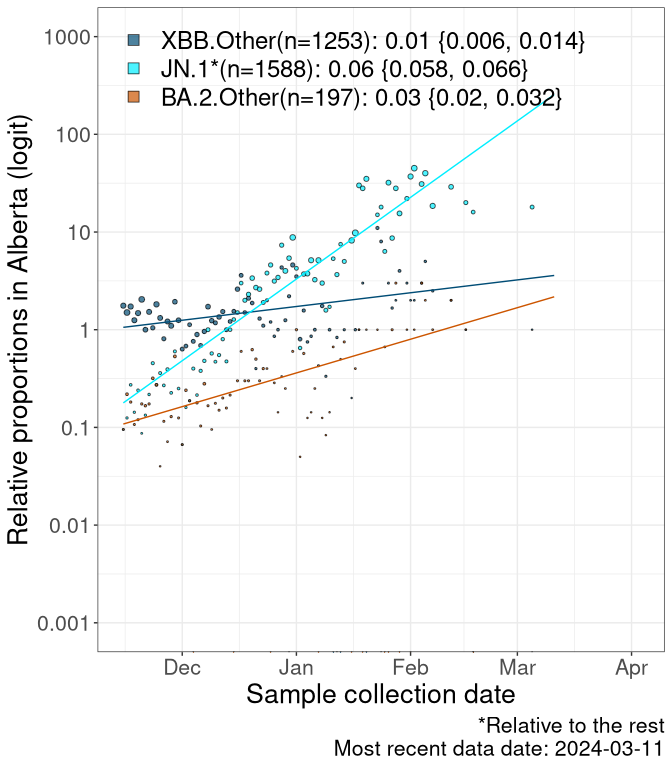 XBB.Other(n=1253): 0.01 {0.006, 0.014}
JN.1*(n=1588): 0.06 {0.058, 0.066}
BA.2.Other(n=197): 0.03 {0.02, 0.032}
Relative proportions in Alberta (logit)
1000
100
10
1
0.1
0.01
0.001
Dec Jan Feb Mar Apr
Sample collection date
*Relative to the rest
Most recent data date: 2024-03-11